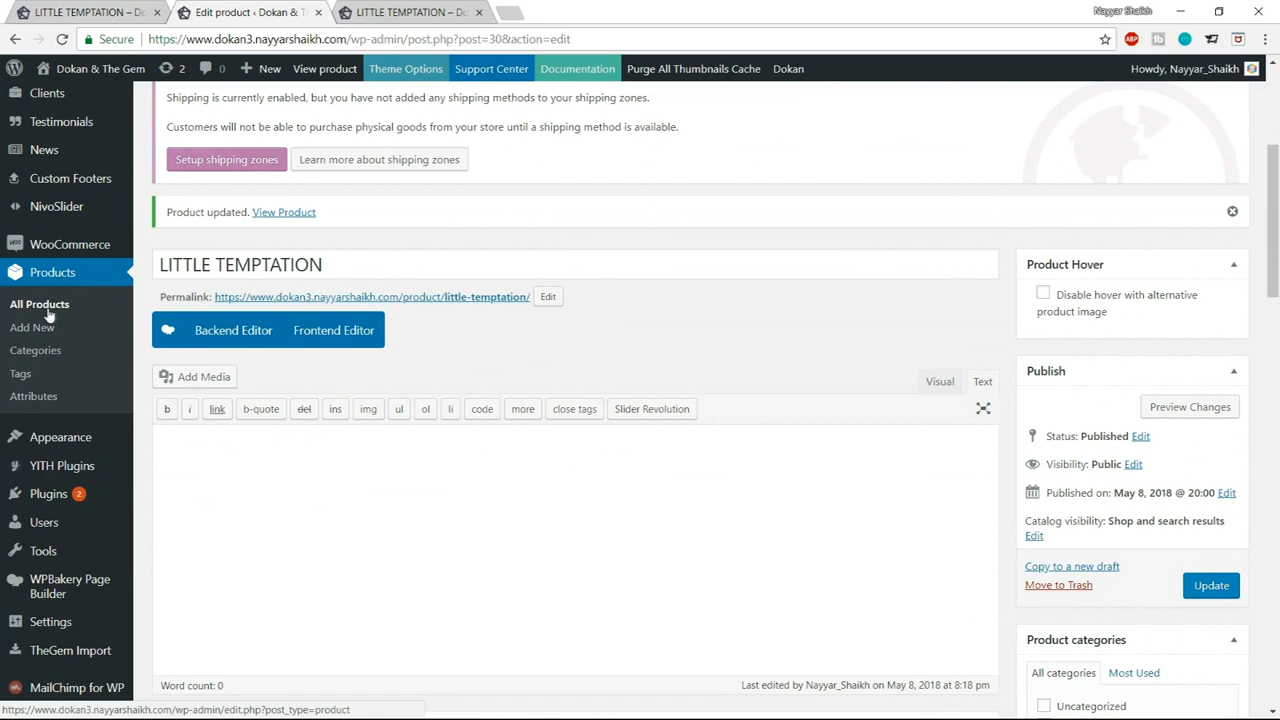 LITTLE TEMPTATION – Do
Edit product ‹ Dokan & T
LITTLE TEMPTATION – Do
Nayyar Shaikh
Secure
https://www.dokan3.nayyarshaikh.com/wp-admin/post.php?post=30&action=edit
ABP
Dokan & The Gem
2
0
New
View product
Theme Options
Support Center
Documentation
Purge All Thumbnails Cache
Dokan
Howdy, Nayyar_Shaikh
Clients
Testimonials
News
Custom Footers
NivoSlider
WooCommerce
Products
All Products
Add New
Categories
Tags
Attributes
Appearance
YITH Plugins
Plugins 2
Users
Tools
WPBakery Page
Builder
Settings
TheGem Import
MailChimp for WP
Shipping is currently enabled, but you have not added any shipping methods to your shipping zones.
Customers will not be able to purchase physical goods from your store until a shipping method is available.
Setup shipping zones
Learn more about shipping zones
Product updated. View Product
LITTLE TEMPTATION
Permalink: https://www.dokan3.nayyarshaikh.com/product/little-temptation/
Edit
Backend Editor
Frontend Editor
Add Media
Visual
Text
b
i
link
b-quote
del
ins
img
ul
ol
li
code
more
close tags
Slider Revolution
Word count: 0
Last edited by Nayyar_Shaikh on May 8, 2018 at 8:18 pm
Product Hover
Disable hover with alternative
product image
Publish
Preview Changes
Status: Published Edit
Visibility: Public Edit
Published on: May 8, 2018 @ 20:00 Edit
Catalog visibility: Shop and search results
Edit
Copy to a new draft
Move to Trash
Update
Product categories
All categories
Most Used
Uncategorized
https://www.dokan3.nayyarshaikh.com/wp-admin/edit.php?post_type=product